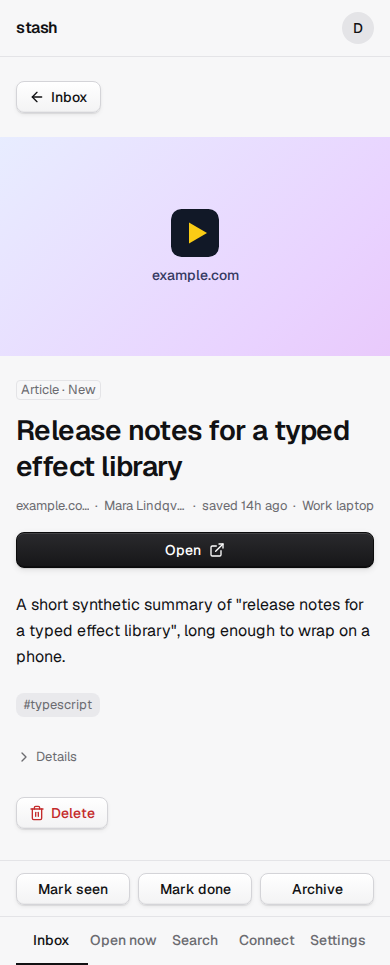 stash
D
Inbox
example.com
Article · New
Release notes for a typed
effect library
example.co… · Mara Lindqv… · saved 14h ago · Work laptop
Open
A short synthetic summary of "release notes for
a typed effect library", long enough to wrap on a
phone.
#typescript
Details
Delete
Mark seen Mark done Archive
Inbox Open now Search Connect Settings